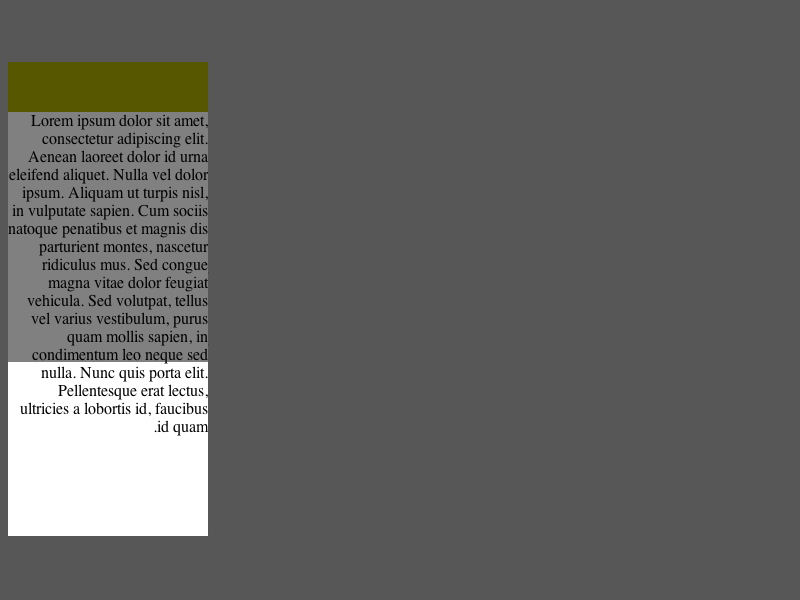 Lorem ipsum dolor sit amet,
consectetur adipiscing elit.
Aenean laoreet dolor id urna
eleifend aliquet. Nulla vel dolor
ipsum. Aliquam ut turpis nisl,
in vulputate sapien. Cum sociis
natoque penatibus et magnis dis
parturient montes, nascetur
ridiculus mus. Sed congue
magna vitae dolor feugiat
vehicula. Sed volutpat, tellus
vel varius vestibulum, purus
quam mollis sapien, in
condimentum leo neque sed
nulla. Nunc quis porta elit.
Pellentesque erat lectus,
ultricies a lobortis id, faucibus
.id quam